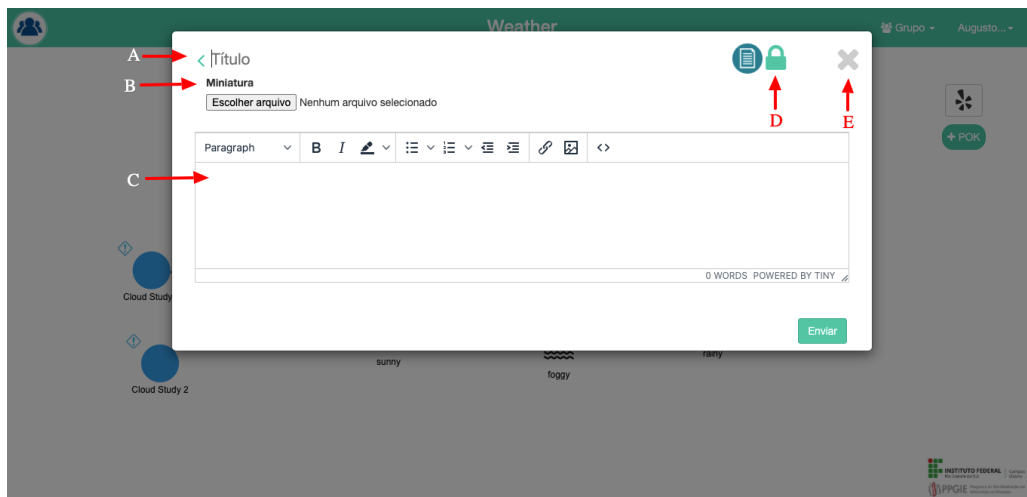 Weather
Grupo
Augusto...
A
Título
B
Miniatura
Escolher arquivo Nenhum arquivo selecionado
D
E
+ POK
Paragraph B I
C
0 WORDS POWERED BY TINY
Cloud Study
Enviar
sunny
foggy
rainy
Cloud Study 2
INSTITUTO FEDERAL
PPGIE